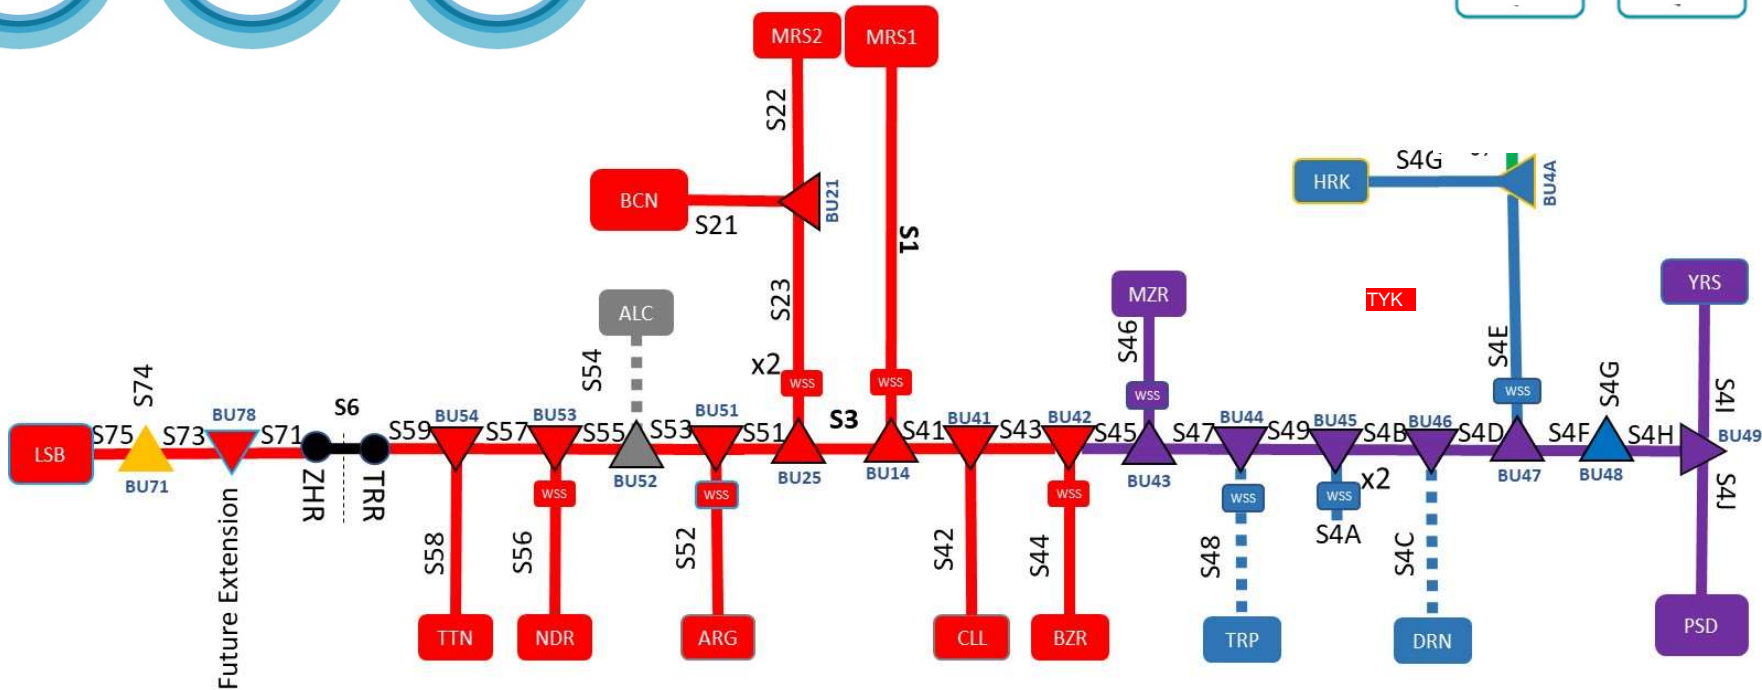 MRS2
MRS1
S22
S4G
HRK
BU4A
BCN
BU21
S21
S1
S23
MZR
TYK
YRS
ALC
S46
S4E
S54
x2
WSS
WSS
WSS
WSS
S74
S4G
S4I
BU78
S6
BU54
BU53
BU51
S3
BU41
BU42
BU44
BU45
BU46
LSB
S75
S73
S71
S59
S57
S55
S53
S51
S41
S43
S45
S47
S49
S4B
S4D
S4F
S4H
BU49
BU71
ZHR
TRR
BU52
BU25
BU14
BU43
BU47
BU48
x2
S4J
WSS
WSS
WSS
WSS
WSS
Future Extension
S58
S56
S52
S42
S44
S48
S4A
S4C
TTN
NDR
ARG
CLL
BZR
TRP
DRN
PSD